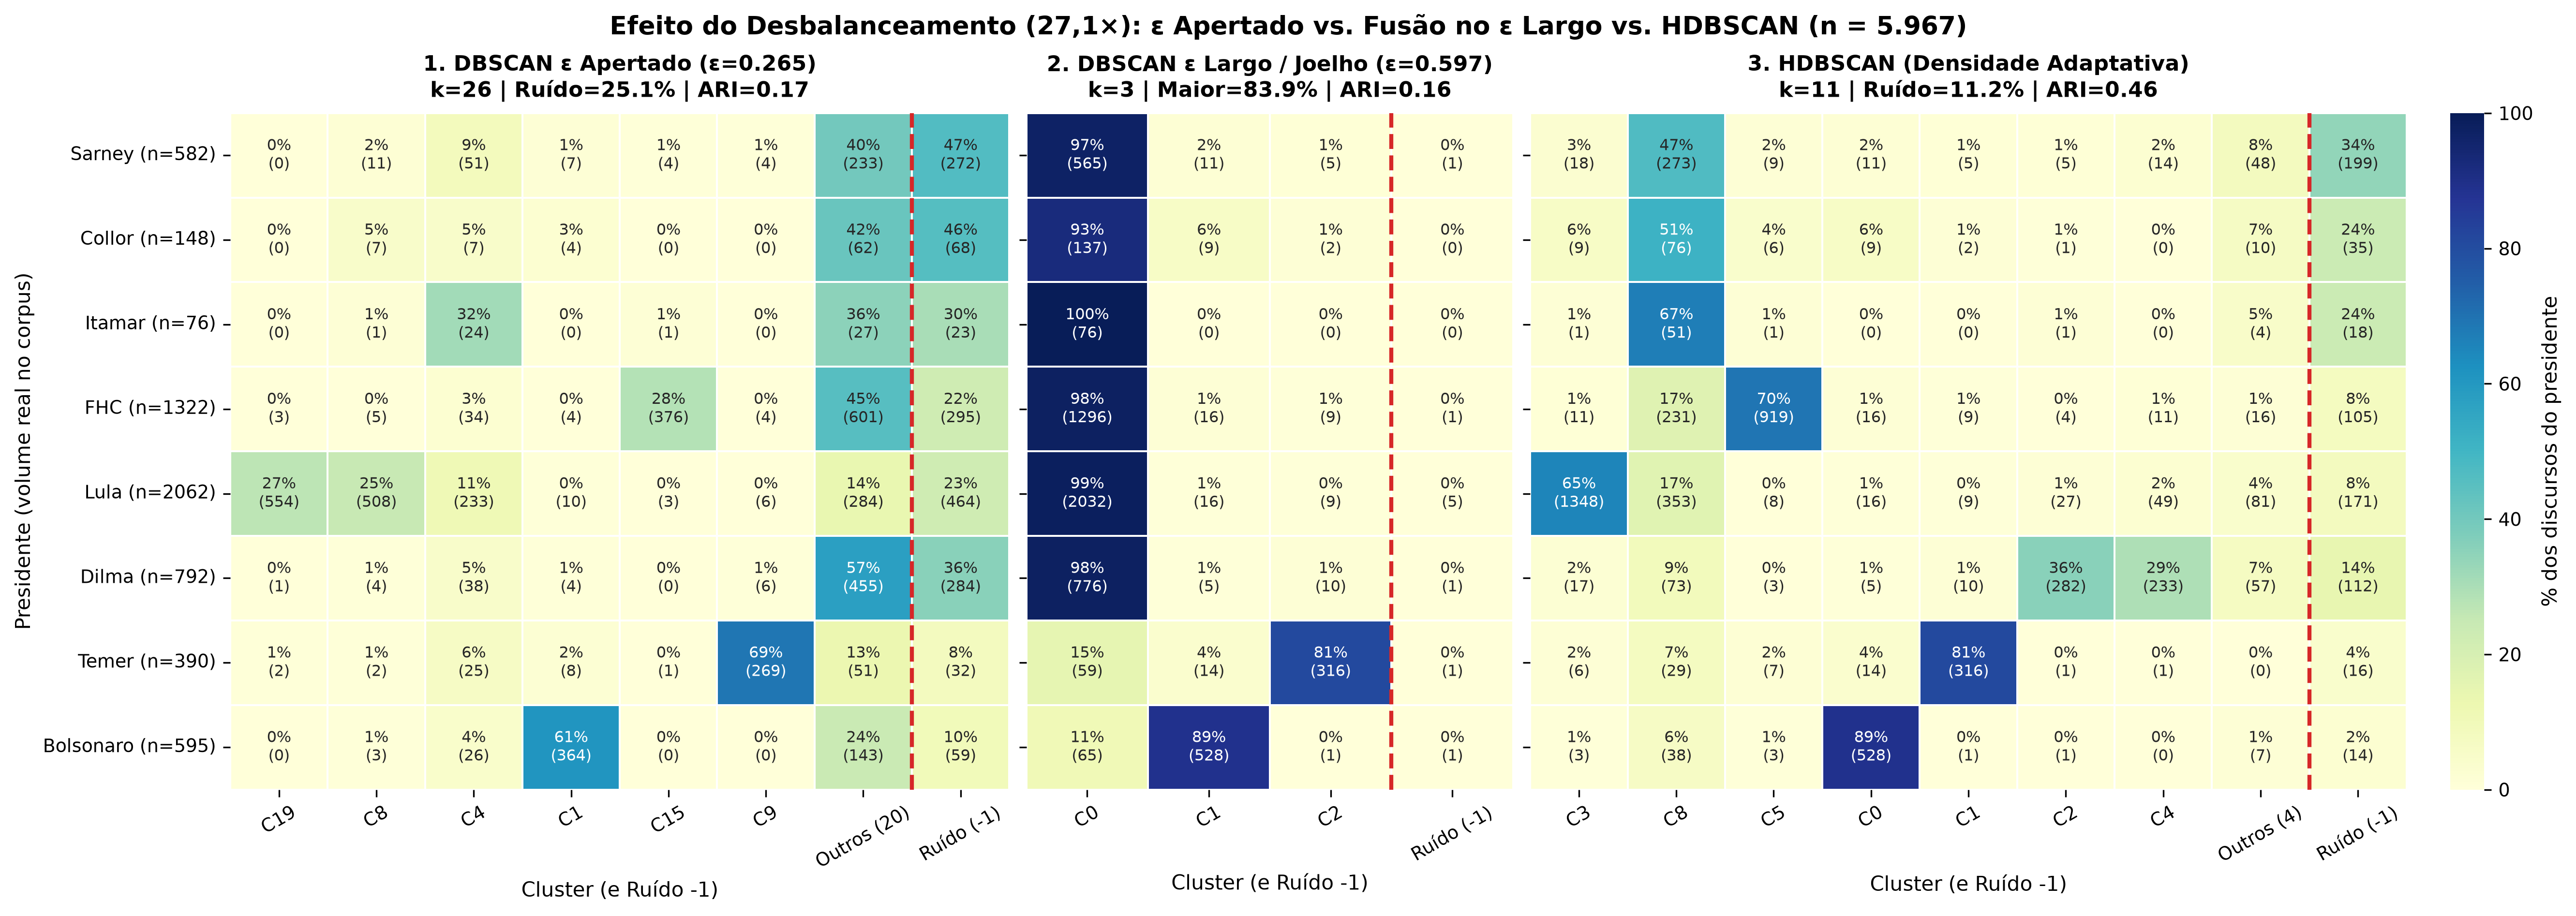 Efeito do Desbalanceamento (27,1×): ε Apertado vs. Fusão no ε Largo vs. HDBSCAN (n = 5.967)
1. DBSCAN ε Apertado (ε=0.265)
k=26 | Ruído=25.1% | ARI=0.17
2. DBSCAN ε Largo / Joelho (ε=0.597)
k=3 | Maior=83.9% | ARI=0.16
3. HDBSCAN (Densidade Adaptativa)
k=11 | Ruído=11.2% | ARI=0.46
Presidente (volume real no corpus)
Sarney (n=582)
0% 2% 9% 1% 1% 1% 40% 47%
(0) (11) (51) (7) (4) (4) (233) (272)
97% 2% 1% 0%
(565) (11) (5) (1)
3% 47% 2% 2% 1% 1% 2% 8% 34%
(18) (273) (9) (11) (5) (5) (14) (48) (199)
Collor (n=148)
0% 5% 5% 3% 0% 0% 42% 46%
(0) (7) (7) (4) (0) (0) (62) (68)
93% 6% 1% 0%
(137) (9) (2) (0)
6% 51% 4% 6% 1% 1% 0% 7% 24%
(9) (76) (6) (9) (2) (1) (0) (10) (35)
Itamar (n=76)
0% 1% 32% 0% 1% 0% 36% 30%
(0) (1) (24) (0) (1) (0) (27) (23)
100% 0% 0% 0%
(76) (0) (0) (0)
1% 67% 1% 0% 0% 1% 0% 5% 24%
(1) (51) (1) (0) (0) (1) (0) (4) (18)
FHC (n=1322)
0% 0% 3% 0% 28% 0% 45% 22%
(3) (5) (34) (4) (376) (4) (601) (295)
98% 1% 1% 0%
(1296) (16) (9) (1)
1% 17% 70% 1% 1% 0% 1% 1% 8%
(11) (231) (919) (16) (9) (4) (11) (16) (105)
Lula (n=2062)
27% 25% 11% 0% 0% 0% 14% 23%
(554) (508) (233) (10) (3) (6) (284) (464)
99% 1% 0% 0%
(2032) (16) (9) (5)
65% 17% 0% 1% 0% 1% 2% 4% 8%
(1348) (353) (8) (16) (9) (27) (49) (81) (171)
Dilma (n=792)
0% 1% 5% 1% 0% 1% 57% 36%
(1) (4) (38) (4) (0) (6) (455) (284)
98% 1% 1% 0%
(776) (5) (10) (1)
2% 9% 0% 1% 1% 36% 29% 7% 14%
(17) (73) (3) (5) (10) (282) (233) (57) (112)
Temer (n=390)
1% 1% 6% 2% 0% 69% 13% 8%
(2) (2) (25) (8) (1) (269) (51) (32)
15% 4% 81% 0%
(59) (14) (316) (1)
2% 7% 2% 4% 81% 0% 0% 0% 4%
(6) (29) (7) (14) (316) (1) (1) (0) (16)
Bolsonaro (n=595)
0% 1% 4% 61% 0% 0% 24% 10%
(0) (3) (26) (364) (0) (0) (143) (59)
11% 89% 0% 0%
(65) (528) (1) (1)
1% 6% 1% 89% 0% 0% 0% 1% 2%
(3) (38) (3) (528) (1) (1) (0) (7) (14)
C19 C8 C4 C1 C15 C9 Outros (20) Ruído (-1)
C0 C1 C2 Ruído (-1)
C3 C8 C5 C0 C1 C2 C4 Outros (4) Ruído (-1)
Cluster (e Ruído -1)
Cluster (e Ruído -1)
Cluster (e Ruído -1)
100
80
60
40
20
0
% dos discursos do presidente